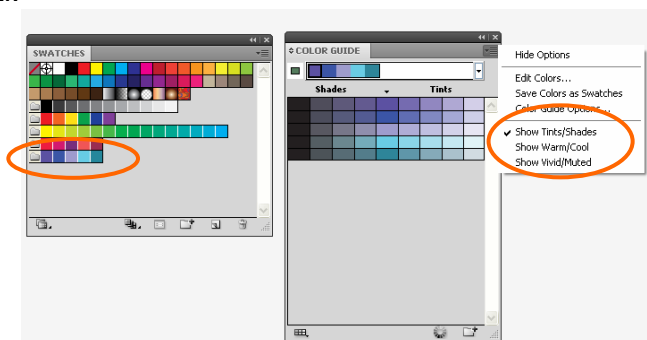 SWATCHES
COLOR GUIDE
Shades
Tints
Hide Options
Edit Colors...
Save Colors as Swatches
Color Guide Options...
Show Tints/Shades
Show Warm/Cool
Show Vivid/Muted